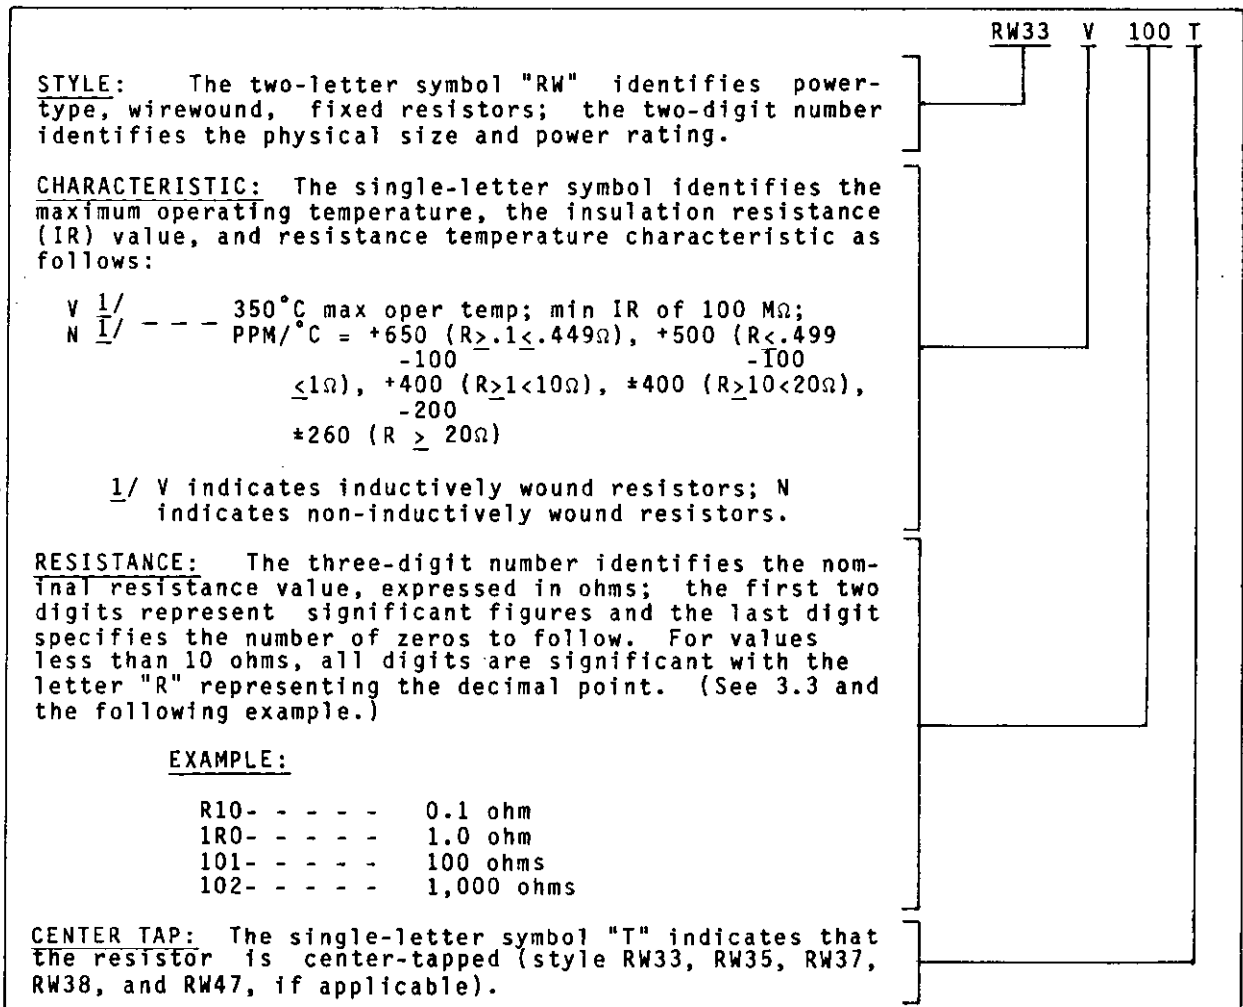 RW33 V 100 T
STYLE: The two-letter symbol "RW" identifies power-
type, wirewound, fixed resistors; the two-digit number
identifies the physical size and power rating.
CHARACTERISTIC: The single-letter symbol identifies the
maximum operating temperature, the insulation resistance
(IR) value, and resistance temperature characteristic as
follows:
V 1/ 350°C max oper temp; min IR of 100 MΩ;
N 1/ - - - PPM/°C = +650 (R≥.1≤.449Ω), +500 (R≤.499
-100 -100
≤1Ω), +400 (R≥1<10Ω), ±400 (R≥10<20Ω),
-200
±260 (R ≥ 20Ω)
1/ V indicates inductively wound resistors; N
indicates non-inductively wound resistors.
RESISTANCE: The three-digit number identifies the nom-
inal resistance value, expressed in ohms; the first two
digits represent significant figures and the last digit
specifies the number of zeros to follow. For values
less than 10 ohms, all digits are significant with the
letter "R" representing the decimal point. (See 3.3 and
the following example.)
EXAMPLE:
R10- - - - - 0.1 ohm
1R0- - - - - 1.0 ohm
101- - - - - 100 ohms
102- - - - - 1,000 ohms
CENTER TAP: The single-letter symbol "T" indicates that
the resistor is center-tapped (style RW33, RW35, RW37,
RW38, and RW47, if applicable).